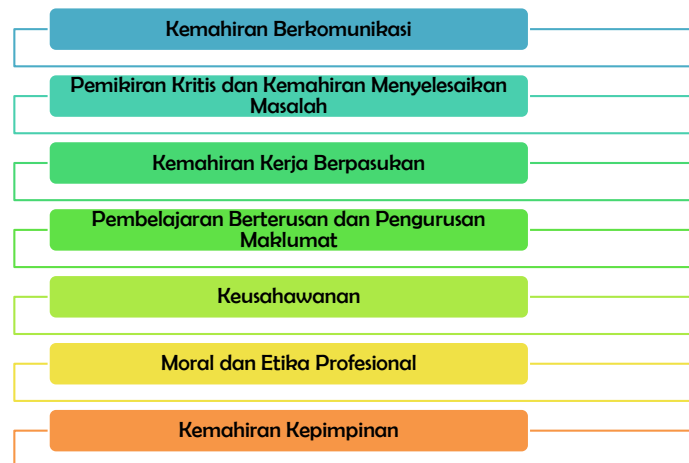 Kemahiran Berkomunikasi
Pemikiran Kritis dan Kemahiran Menyelesaikan
Masalah
Kemahiran Kerja Berpasukan
Pembelajaran Berterusan dan Pengurusan
Maklumat
Keusahawanan
Moral dan Etika Profesional
Kemahiran Kepimpinan